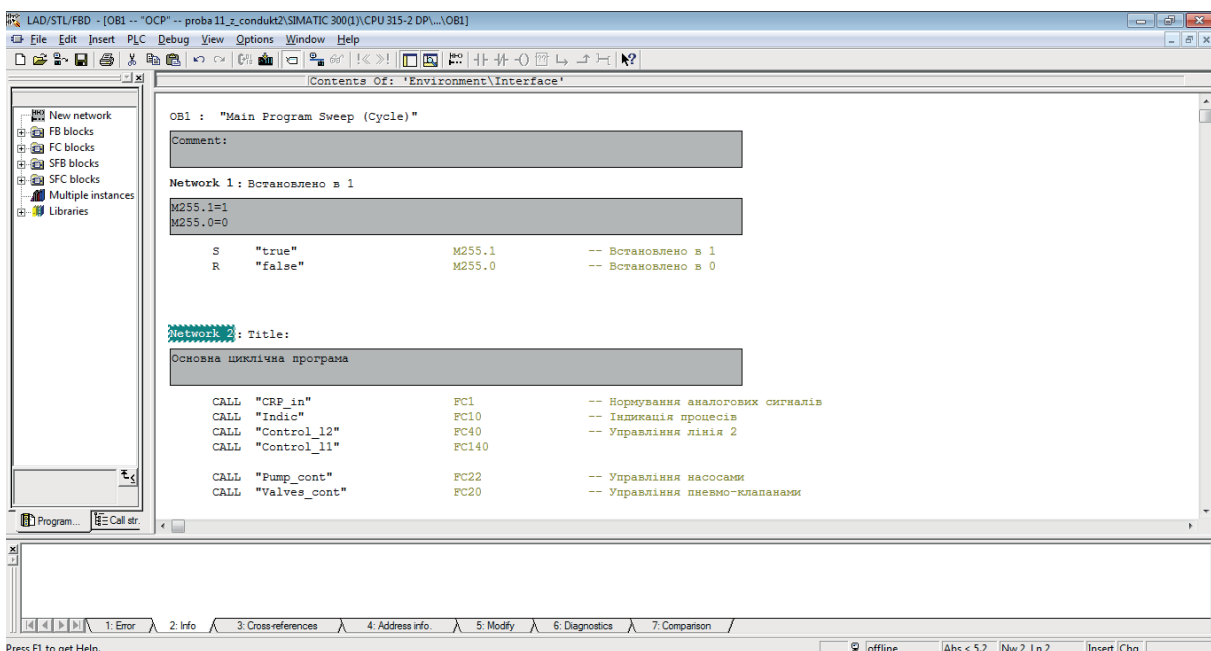 LAD/STL/FBD - [OB1 -- "OCP" -- proba 11_z_condukt2\SIMATIC 300(1)\CPU 315-2 DP\...\OB1]
File Edit Insert PLC Debug View Options Window Help
Contents Of: 'Environment\Interface'
New network
FB blocks
FC blocks
SFB blocks
SFC blocks
Multiple instances
Libraries
Program...
Call str.
OB1 : "Main Program Sweep (Cycle)"
Comment:
Network 1 : Встановлено в 1
M255.1=1
M255.0=0
S "true" M255.1 -- Встановлено в 1
R "false" M255.0 -- Встановлено в 0
Network 2 : Title:
Основна циклічна програма
CALL "CRP_in" FC1 -- Нормування аналогових сигналів
CALL "Indic" FC10 -- Індикація процесів
CALL "Control_l2" FC40 -- Управління лінія 2
CALL "Control_l1" FC140
CALL "Pump_cont" FC22 -- Управління насосами
CALL "Valves_cont" FC20 -- Управління пневмо-клапанами
1: Error 2: Info 3: Cross-references 4: Address info. 5: Modify 6: Diagnostics 7: Comparison
Press F1 to get Help. offline Abs < 5.2 Nw 2 Ln 2 Insert Chg